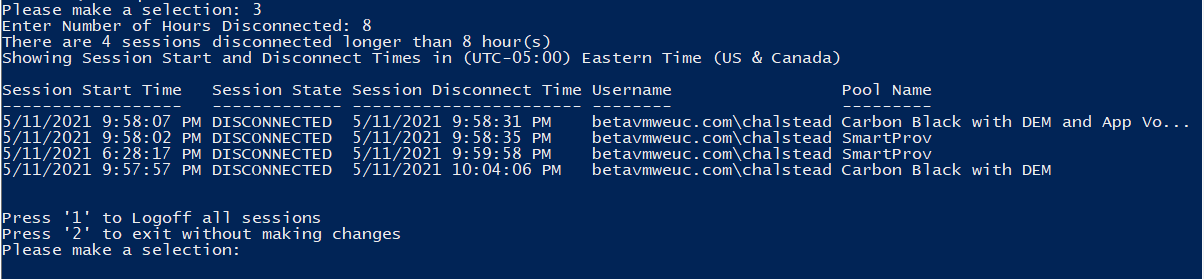 Please make a selection: 3
Enter Number of Hours Disconnected: 8
There are 4 sessions disconnected longer than 8 hour(s)
Showing Session Start and Disconnect Times in (UTC-05:00) Eastern Time (US & Canada)
Session Start Time   Session State Session Disconnect Time Username                Pool Name
------------------   ------------- ----------------------- --------                ---------
5/11/2021 9:58:07 PM DISCONNECTED  5/11/2021 9:58:31 PM    betavmweuc.com\chalstead Carbon Black with DEM and App Vo...
5/11/2021 9:58:02 PM DISCONNECTED  5/11/2021 9:58:35 PM    betavmweuc.com\chalstead SmartProv
5/11/2021 6:28:17 PM DISCONNECTED  5/11/2021 9:59:58 PM    betavmweuc.com\chalstead SmartProv
5/11/2021 9:57:57 PM DISCONNECTED  5/11/2021 10:04:06 PM   betavmweuc.com\chalstead Carbon Black with DEM
Press '1' to Logoff all sessions
Press '2' to exit without making changes
Please make a selection: